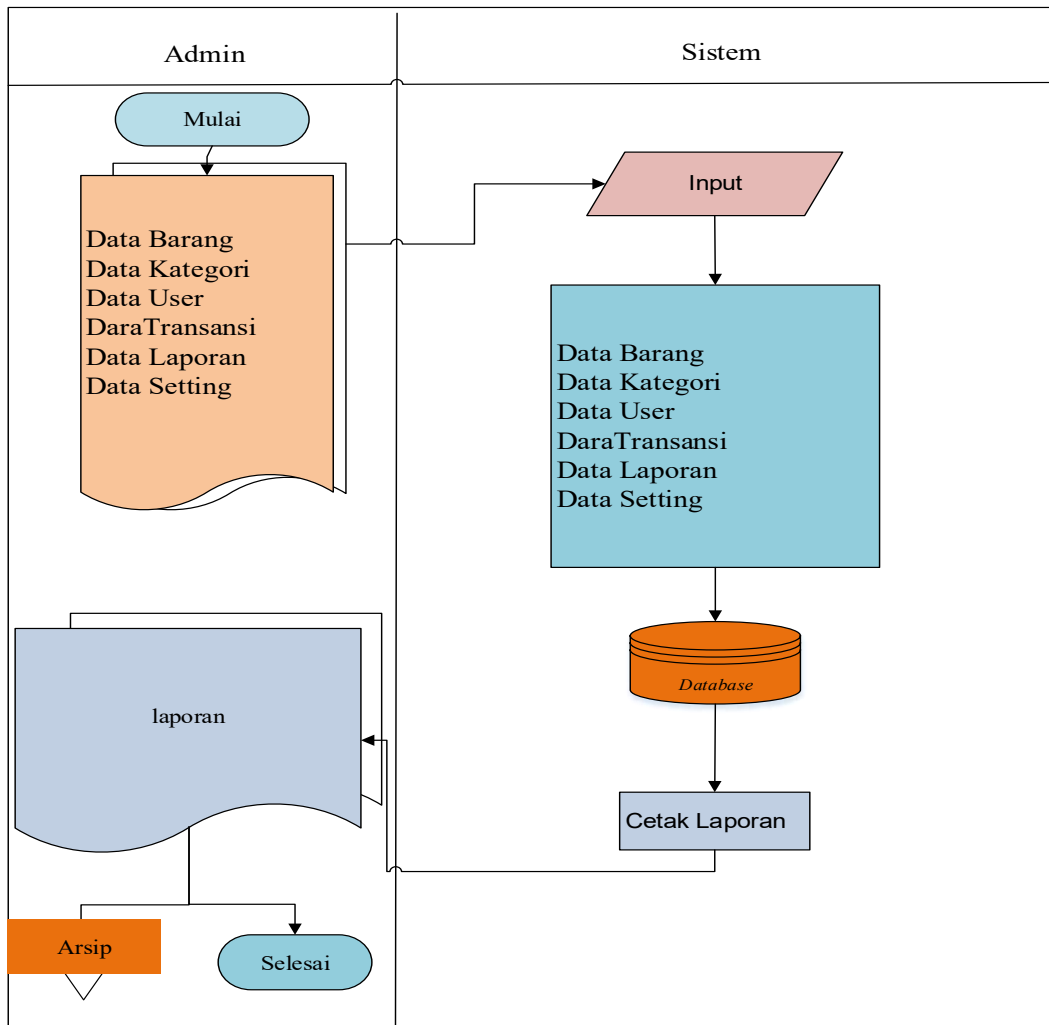 Admin
Sistem
Mulai
Data Barang
Data Kategori
Data User
DaraTransansi
Data Laporan
Data Setting
Input
Data Barang
Data Kategori
Data User
DaraTransansi
Data Laporan
Data Setting
Database
Cetak Laporan
laporan
Arsip
Selesai